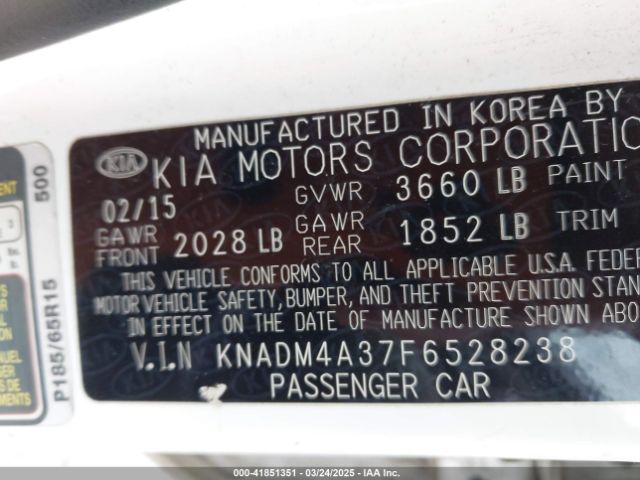 MANUFACTURED IN KOREA BY
KIA KIA MOTORS CORPORATIO
02/15 GVWR 3660 LB PAINT
GAWR FRONT 2028 LB GAWR REAR 1852 LB TRIM
THIS VEHICLE CONFORMS TO ALL APPLICABLE U.S.A. FEDER
MOTOR VEHICLE SAFETY, BUMPER, AND THEFT PREVENTION STAN
IN EFFECT ON THE DATE OF MANUFACTURE SHOWN ABO
V.I.N KNADM4A37F6528238
PASSENGER CAR
500
P185/65R15
000-41851351 | 03/24/2025 | IAAI.COM